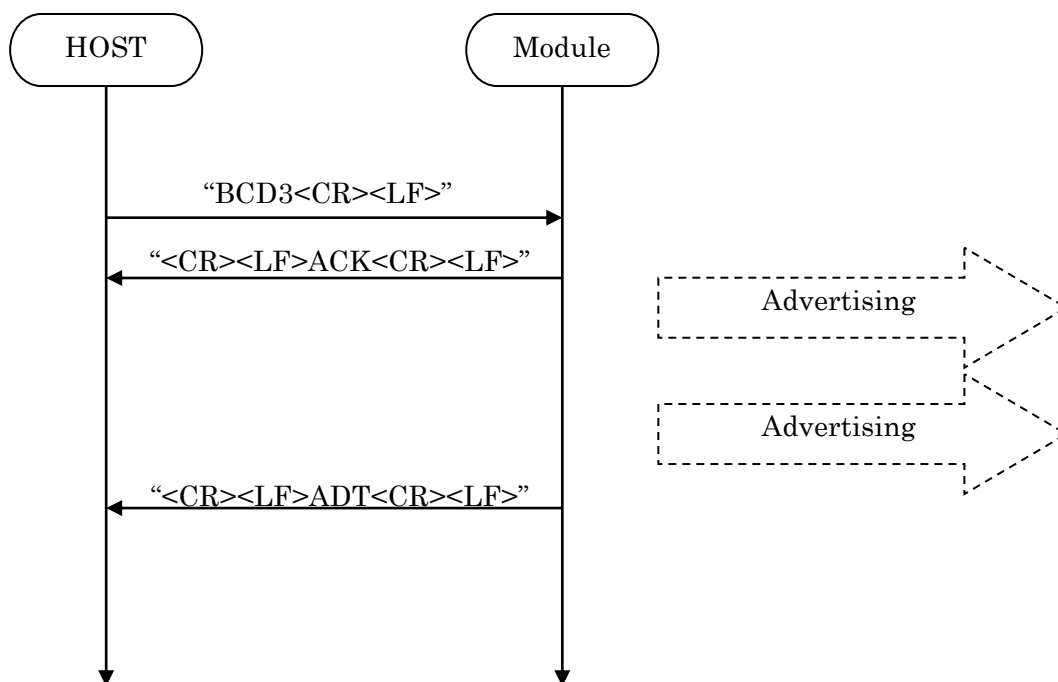 HOST
Module
“BCD3<CR><LF>”
“<CR><LF>ACK<CR><LF>”
Advertising
Advertising
“<CR><LF>ADT<CR><LF>”